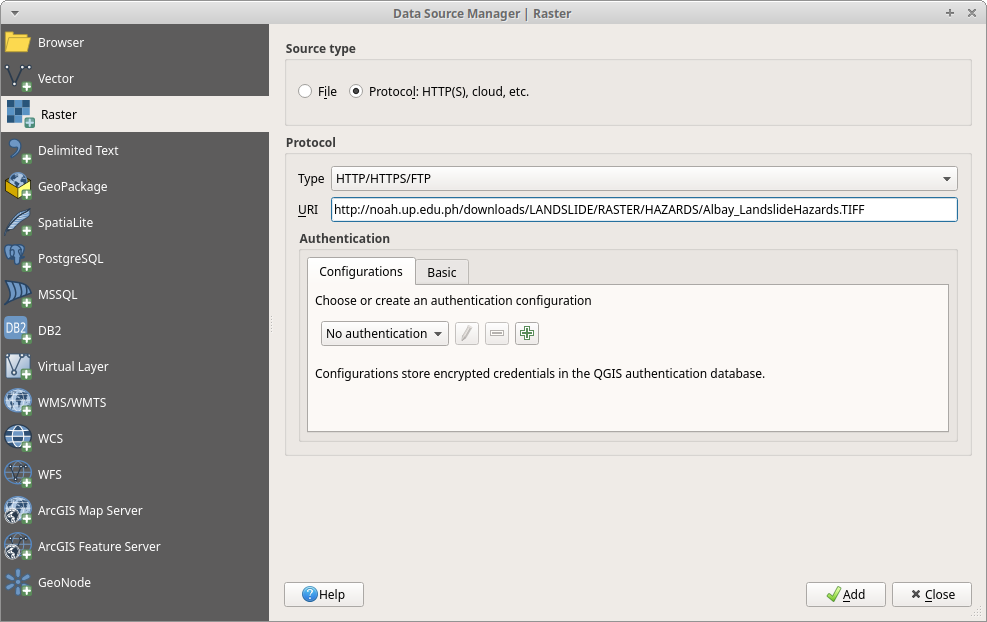 Data Source Manager | Raster
Browser
Vector
Raster
Delimited Text
GeoPackage
SpatiaLite
PostgreSQL
MSSQL
DB2
DB2
Virtual Layer
WMS/WMTS
WCS
WFS
ArcGIS Map Server
ArcGIS Feature Server
GeoNode
Source type
File
Protocol: HTTP(S), cloud, etc.
Protocol
Type HTTP/HTTPS/FTP
URI http://noah.up.edu.ph/downloads/LANDSLIDE/RASTER/HAZARDS/Albay_LandslideHazards.TIFF
Authentication
Configurations Basic
Choose or create an authentication configuration
No authentication
Configurations store encrypted credentials in the QGIS authentication database.
Help Add Close